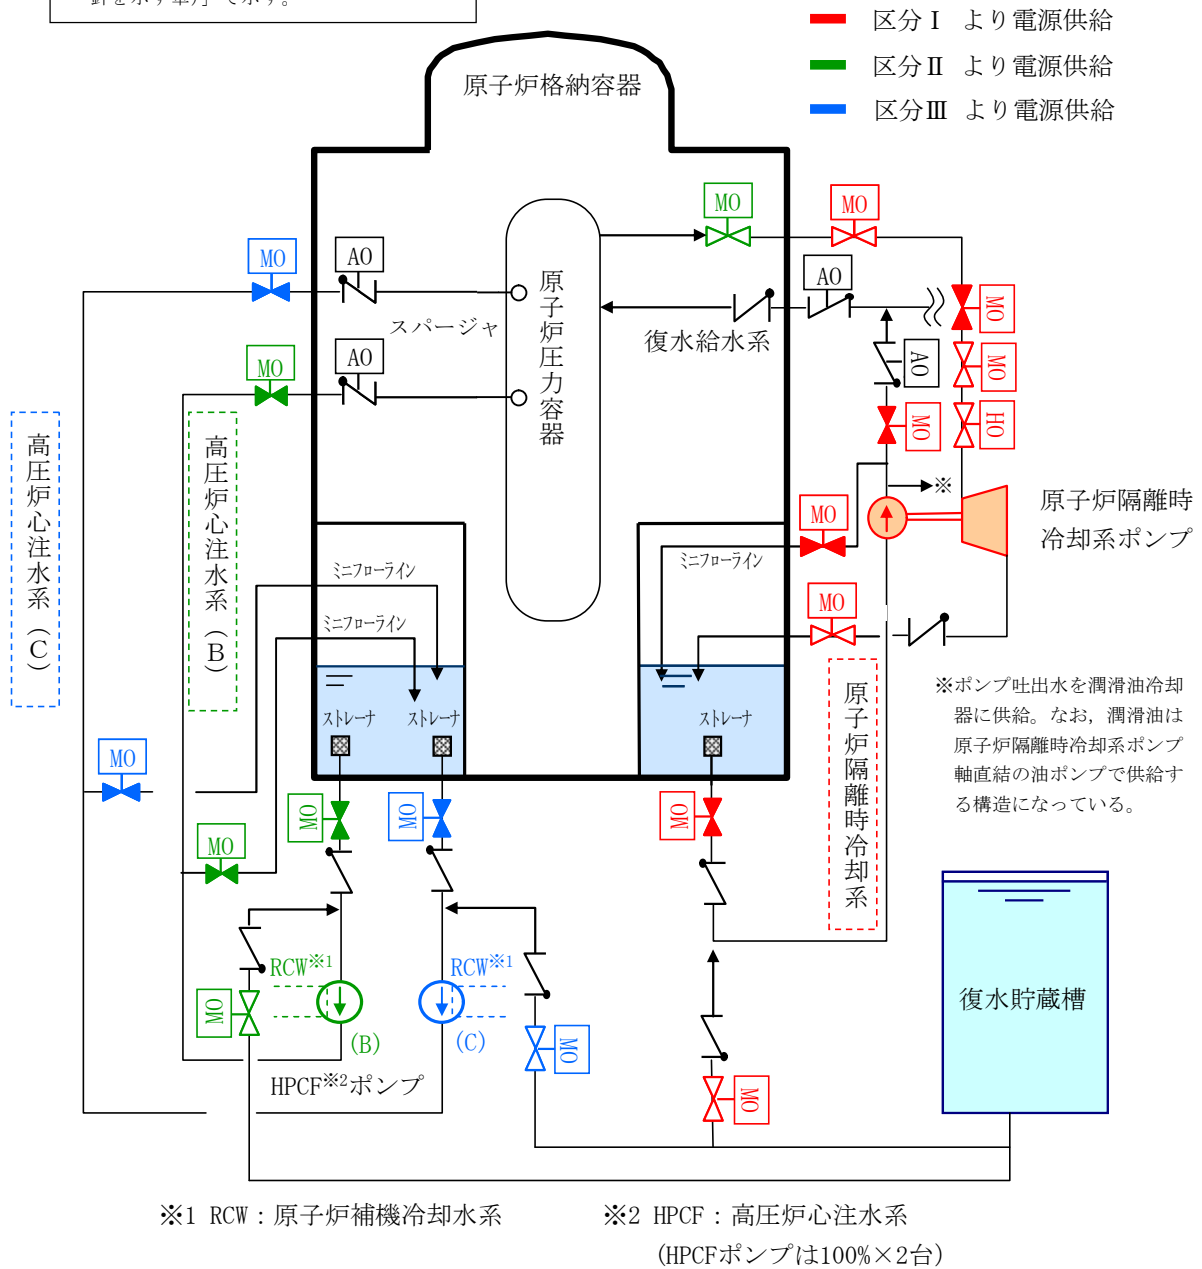 区分Ⅰ より電源供給
区分Ⅱ より電源供給
区分Ⅲ より電源供給
原子炉格納容器
MO
MO
MO
AO
AO
原子炉圧力容器
スパージャ
復水給水系
MO
MO
AO
AO
MO
MO
MO
HO
高圧炉心注水系(C)
高圧炉心注水系(B)
原子炉隔離時
冷却系ポンプ
※
MO
ミニフローライン
ミニフローライン
ミニフローライン
MO
ストレーナ
ストレーナ
ストレーナ
原子炉隔離時冷却系
※ポンプ吐出水を潤滑油冷却
器に供給。なお，潤滑油は
原子炉隔離時冷却系ポンプ
軸直結の油ポンプで供給す
る構造になっている。
MO
MO
MO
MO
MO
RCW※1
RCW※1
MO
(B)
(C)
MO
MO
HPCF※2ポンプ
復水貯蔵槽
※1 RCW：原子炉補機冷却水系
※2 HPCF：高圧炉心注水系
(HPCFポンプは100%×2台)